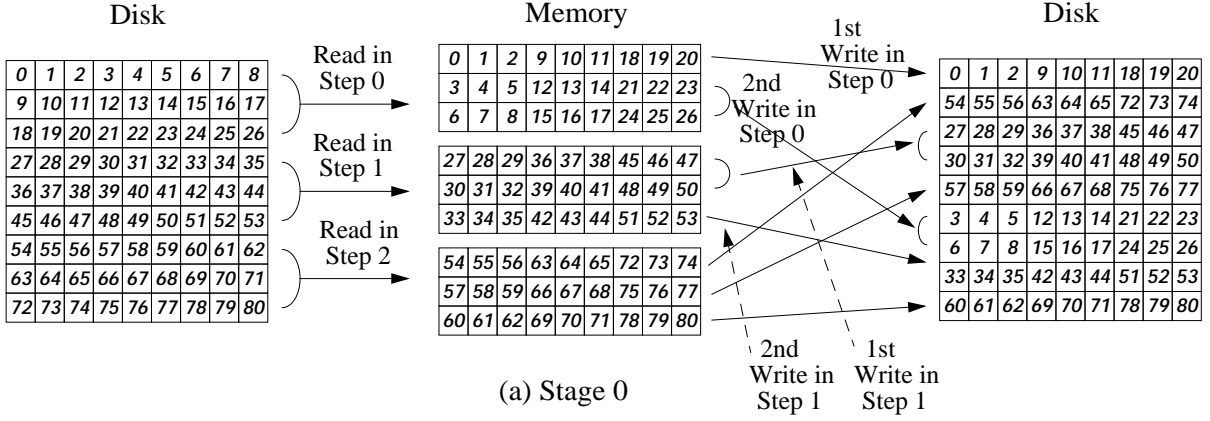 Disk
Memory
Disk
Read in
Step 0
Read in
Step 1
Read in
Step 2
1st
Write in
Step 0
2nd
Write in
Step 0
2nd
Write in
Step 1
1st
Write in
Step 1
0 1 2 3 4 5 6 7 8
9 10 11 12 13 14 15 16 17
18 19 20 21 22 23 24 25 26
27 28 29 30 31 32 33 34 35
36 37 38 39 40 41 42 43 44
45 46 47 48 49 50 51 52 53
54 55 56 57 58 59 60 61 62
63 64 65 66 67 68 69 70 71
72 73 74 75 76 77 78 79 80
0 1 2 9 10 11 18 19 20
3 4 5 12 13 14 21 22 23
6 7 8 15 16 17 24 25 26
27 28 29 36 37 38 45 46 47
30 31 32 39 40 41 48 49 50
33 34 35 42 43 44 51 52 53
54 55 56 63 64 65 72 73 74
57 58 59 66 67 68 75 76 77
60 61 62 69 70 71 78 79 80
0 1 2 9 10 11 18 19 20
54 55 56 63 64 65 72 73 74
27 28 29 36 37 38 45 46 47
30 31 32 39 40 41 48 49 50
57 58 59 66 67 68 75 76 77
3 4 5 12 13 14 21 22 23
6 7 8 15 16 17 24 25 26
33 34 35 42 43 44 51 52 53
60 61 62 69 70 71 78 79 80
(a) Stage 0